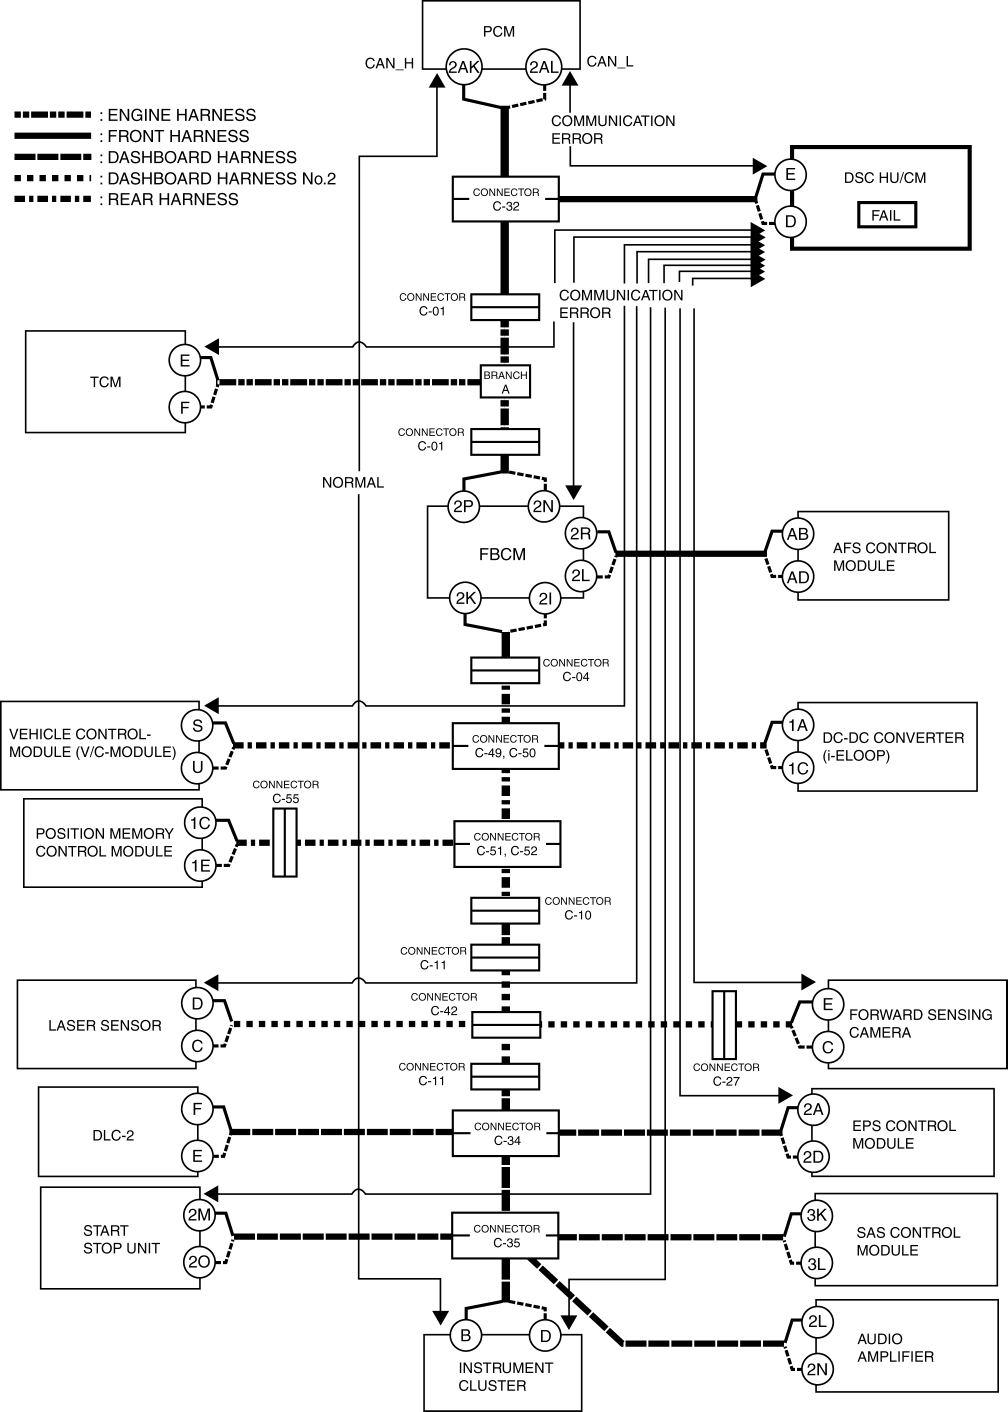 PCM
CAN_H
2AK
2AL
CAN_L
: ENGINE HARNESS
: FRONT HARNESS
: DASHBOARD HARNESS
: DASHBOARD HARNESS No.2
: REAR HARNESS
COMMUNICATION
ERROR
CONNECTOR
C-32
E
D
DSC HU/CM
FAIL
CONNECTOR
C-01
COMMUNICATION
ERROR
TCM
E
F
BRANCH
A
CONNECTOR
C-01
NORMAL
2P
2N
FBCM
2R
2L
2K
2I
AB
AD
AFS CONTROL
MODULE
CONNECTOR
C-04
VEHICLE CONTROL-
MODULE (V/C-MODULE)
S
U
CONNECTOR
C-49, C-50
1A
1C
DC-DC CONVERTER
(i-ELOOP)
CONNECTOR
C-55
POSITION MEMORY
CONTROL MODULE
1C
1E
CONNECTOR
C-51, C-52
CONNECTOR
C-10
CONNECTOR
C-11
CONNECTOR
C-42
LASER SENSOR
D
C
E
C
FORWARD SENSING
CAMERA
CONNECTOR
C-27
CONNECTOR
C-11
DLC-2
F
E
CONNECTOR
C-34
2A
2D
EPS CONTROL
MODULE
START
STOP UNIT
2M
2O
CONNECTOR
C-35
3K
3L
SAS CONTROL
MODULE
B
D
INSTRUMENT
CLUSTER
2L
2N
AUDIO
AMPLIFIER